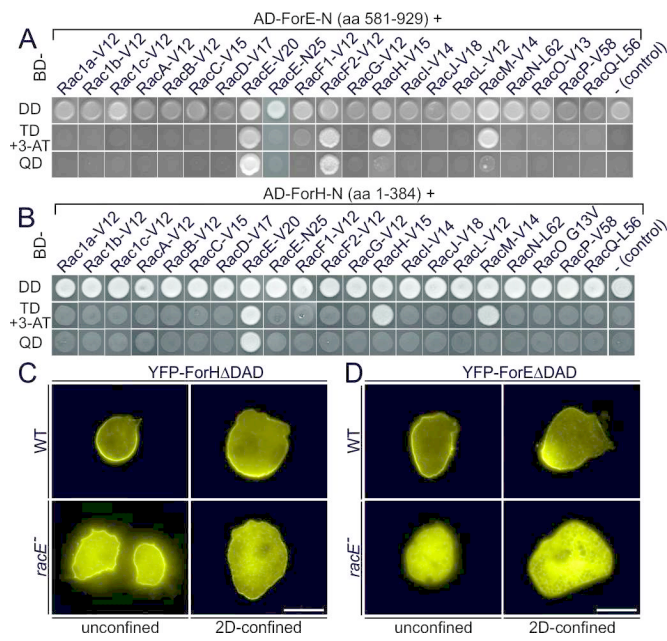 A
AD-ForE-N (aa 581-929) +
BD-
Rac1a-V12
Rac1b-V12
Rac1c-V12
RacA-V12
RacB-V12
RacC-V15
RacD-V17
RacE-V20
RacE-N25
RacF1-V12
RacF2-V12
RacG-V12
RacH-V15
RacI-V14
RacJ-V18
RacL-V12
RacM-V14
RacN-L62
RacO-V13
RacP-V58
RacQ-L56
- (control)
DD
TD
+3-AT
QD
B
AD-ForH-N (aa 1-384) +
BD-
Rac1a-V12
Rac1b-V12
Rac1c-V12
RacA-V12
RacB-V12
RacC-V15
RacD-V17
RacE-V20
RacE-N25
RacF1-V12
RacF2-V12
RacG-V12
RacH-V15
RacI-V14
RacJ-V18
RacL-V12
RacM-V14
RacN-L62
RacO G13V
RacP-V58
RacQ-L56
- (control)
DD
TD
+3-AT
QD
C
YFP-ForHΔDAD
D
YFP-ForEΔDAD
WT
WT
racE⁻
racE⁻
unconfined
2D-confined
unconfined
2D-confined